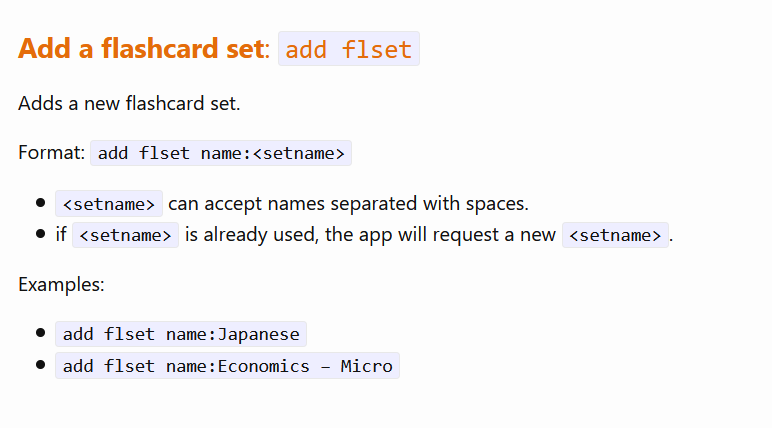 Add a flashcard set: add flset
Adds a new flashcard set.
Format: add flset name:<setname>
<setname> can accept names separated with spaces.
if <setname> is already used, the app will request a new <setname>.
Examples:
add flset name:Japanese
add flset name:Economics – Micro